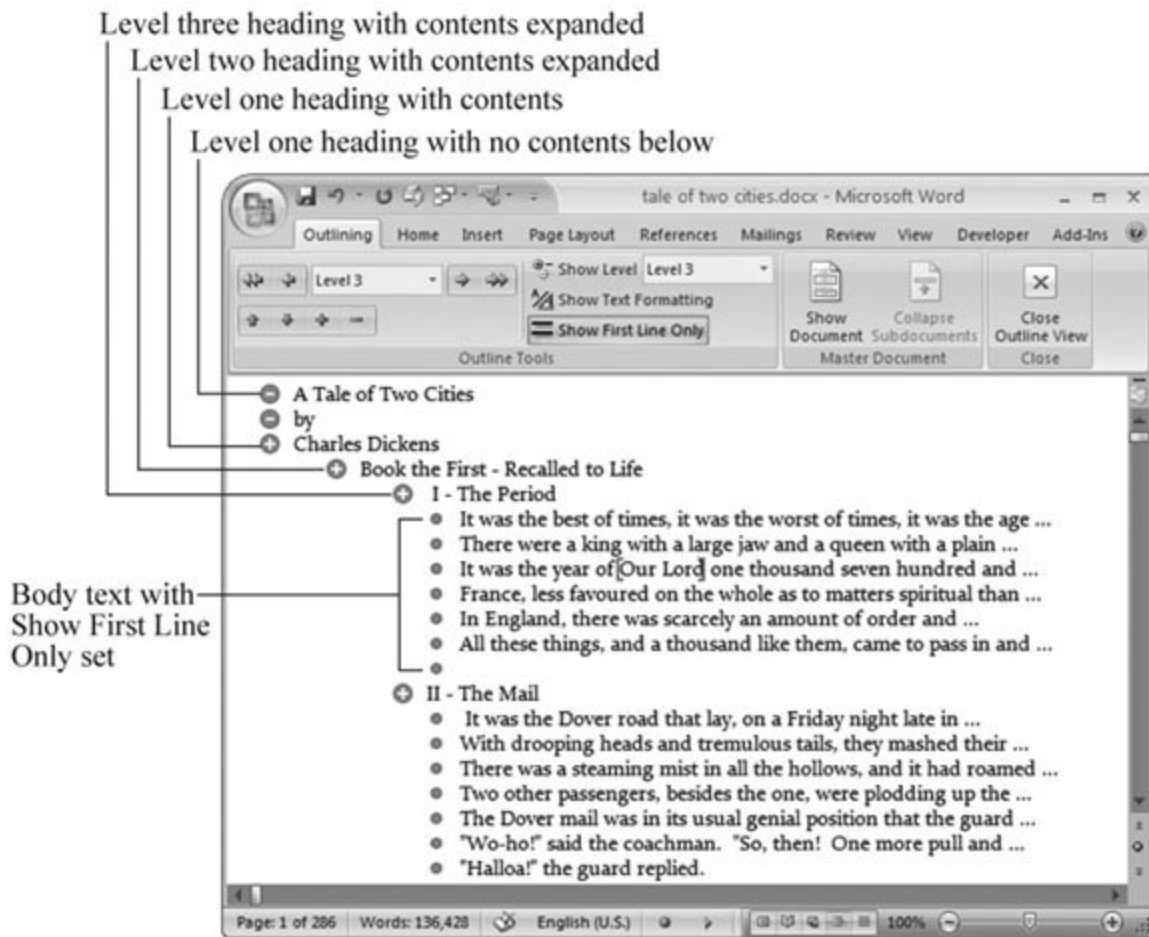 Level three heading with contents expanded
Level two heading with contents expanded
Level one heading with contents
Level one heading with no contents below
tale of two cities.docx - Microsoft Word
Outlining Home Insert Page Layout References Mailings Review View Developer Add-Ins
Level 3
Show Level Level 3
Show Text Formatting
Show First Line Only
Outline Tools
Show Document
Collapse Subdocuments
Master Document
Close Outline View
Close
A Tale of Two Cities
by
Charles Dickens
Book the First - Recalled to Life
I - The Period
It was the best of times, it was the worst of times, it was the age ...
There were a king with a large jaw and a queen with a plain ...
It was the year of [Our Lord] one thousand seven hundred and ...
France, less favoured on the whole as to matters spiritual than ...
In England, there was scarcely an amount of order and ...
All these things, and a thousand like them, came to pass in and ...
Body text with
Show First Line
Only set
II - The Mail
It was the Dover road that lay, on a Friday night late in ...
With drooping heads and tremulous tails, they mashed their ...
There was a steaming mist in all the hollows, and it had roamed ...
Two other passengers, besides the one, were plodding up the ...
The Dover mail was in its usual genial position that the guard ...
"Wo-ho!" said the coachman. "So, then! One more pull and ...
"Halloa!" the guard replied.
Page: 1 of 286 Words: 136,428 English (U.S.) 100%